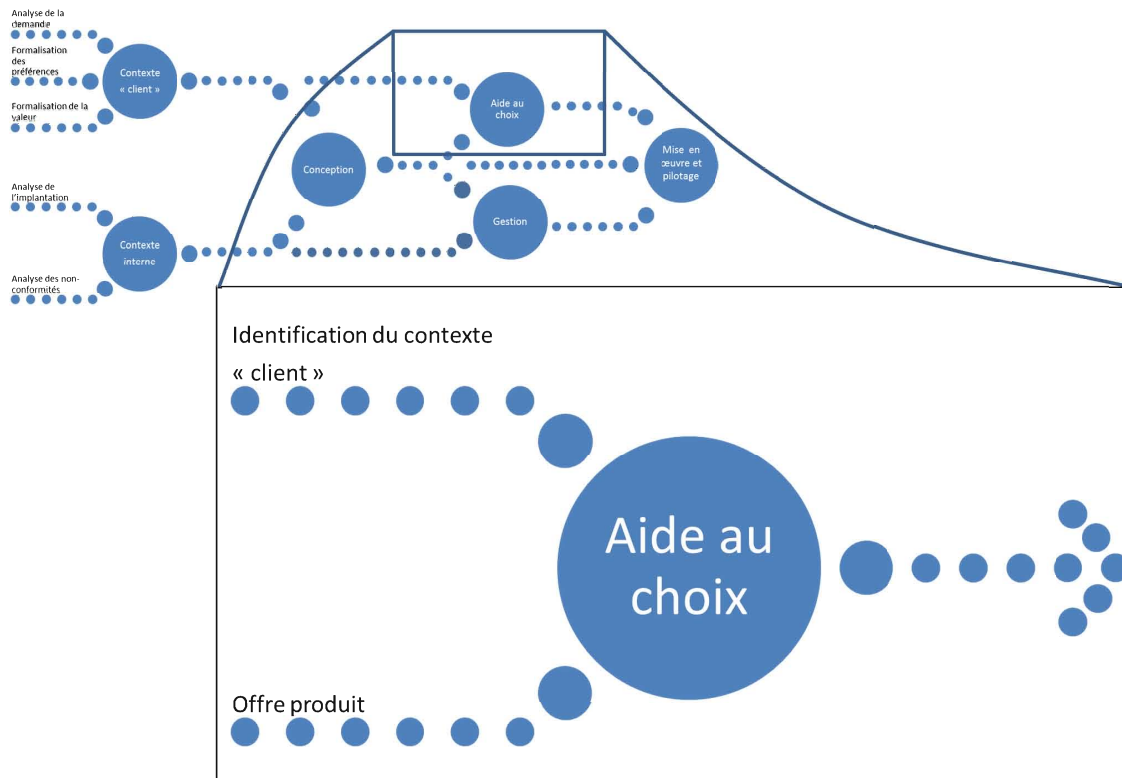 Analyse de la
demande
Formalisation
des
préférences
Formalisation de la
valeur
Contexte
« client »
Analyse de
l'implantation
Analyse des non-
conformités
Contexte
interne
Conception
Aide au
choix
Gestion
Mise en
œuvre et
pilotage
Identification du contexte
« client »
Aide au
choix
Offre produit